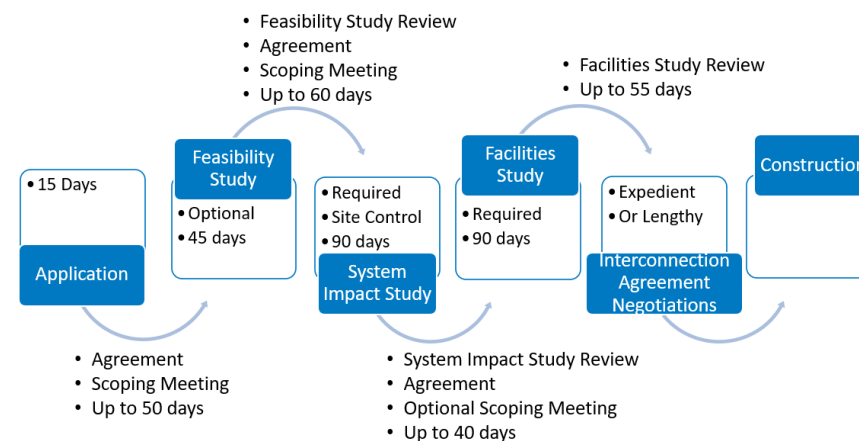 • Feasibility Study Review
• Agreement
• Scoping Meeting
• Up to 60 days
• Facilities Study Review
• Up to 55 days
• 15 Days
Application
Feasibility
Study
• Optional
• 45 days
• Required
• Site Control
• 90 days
System
Impact Study
Facilities
Study
• Required
• 90 days
• Expedient
• Or Lengthy
Interconnection
Agreement
Negotiations
Construction
• Agreement
• Scoping Meeting
• Up to 50 days
• System Impact Study Review
• Agreement
• Optional Scoping Meeting
• Up to 40 days